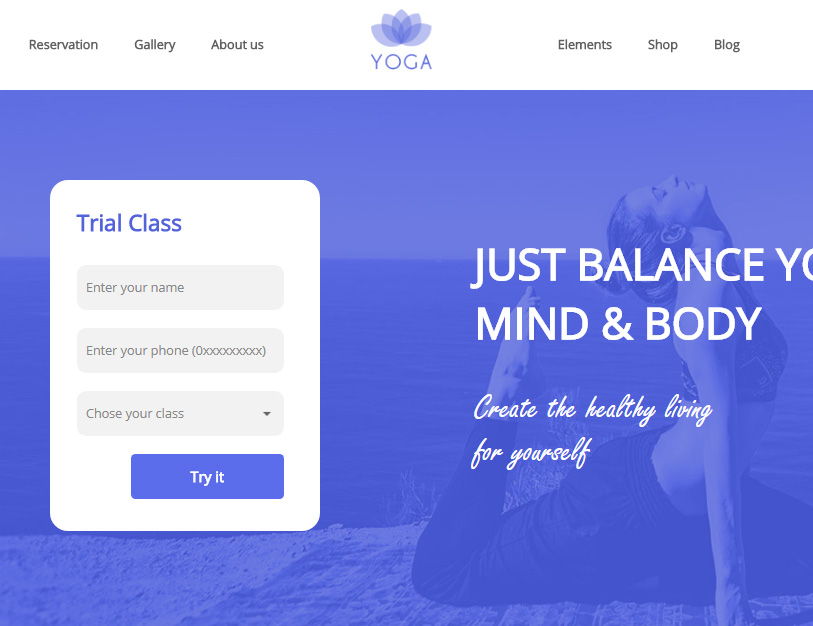 Reservation Gallery About us YOGA Elements Shop Blog
Trial Class
Enter your name
Enter your phone (0xxxxxxxxx)
Chose your class
Try it
JUST BALANCE YO
MIND & BODY
Create the healthy living
for yourself